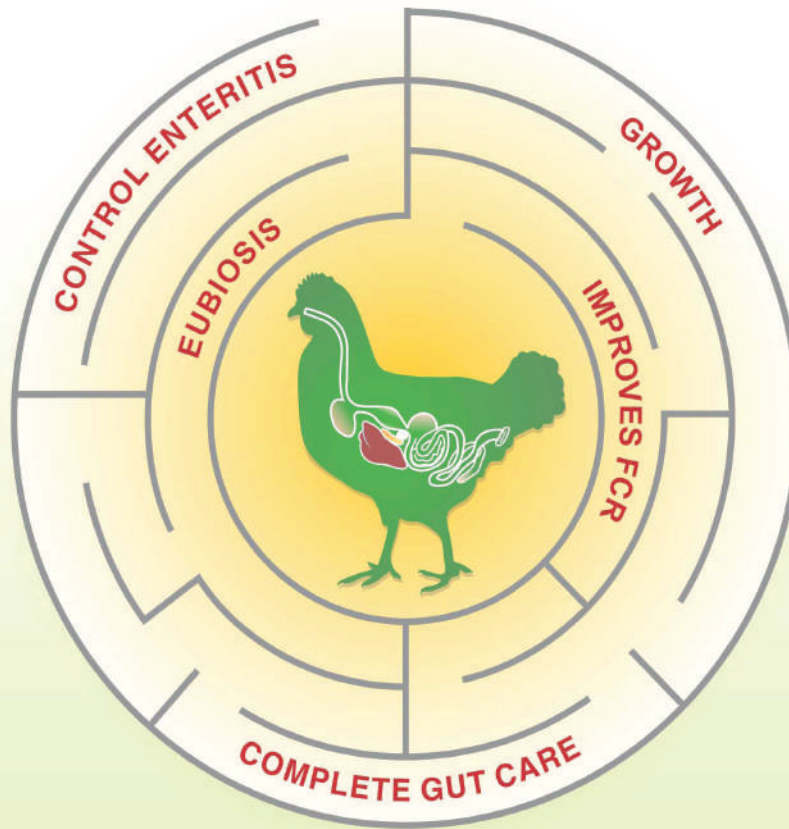 CONTROL ENTERITIS
GROWTH
EUBIOSIS
IMPROVES FCR
COMPLETE GUT CARE